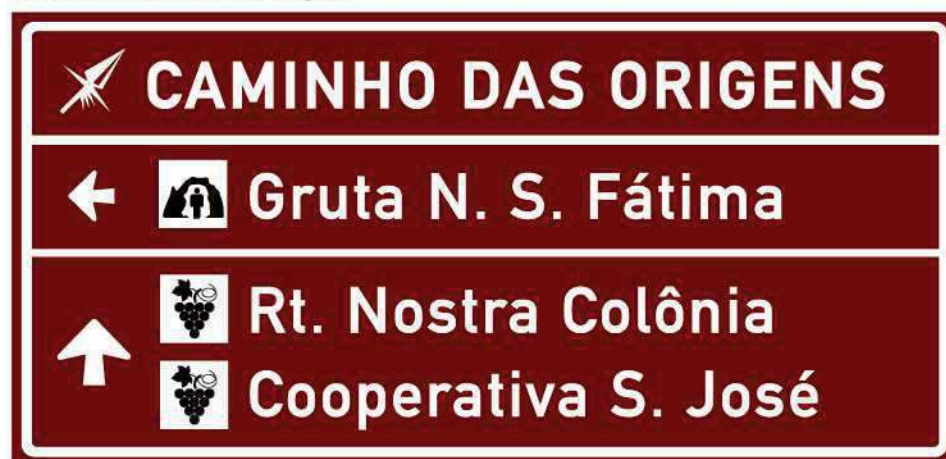 CAMINHO DAS ORIGENS
Gruta N. S. Fátima
Rt. Nostra Colônia
Cooperativa S. José